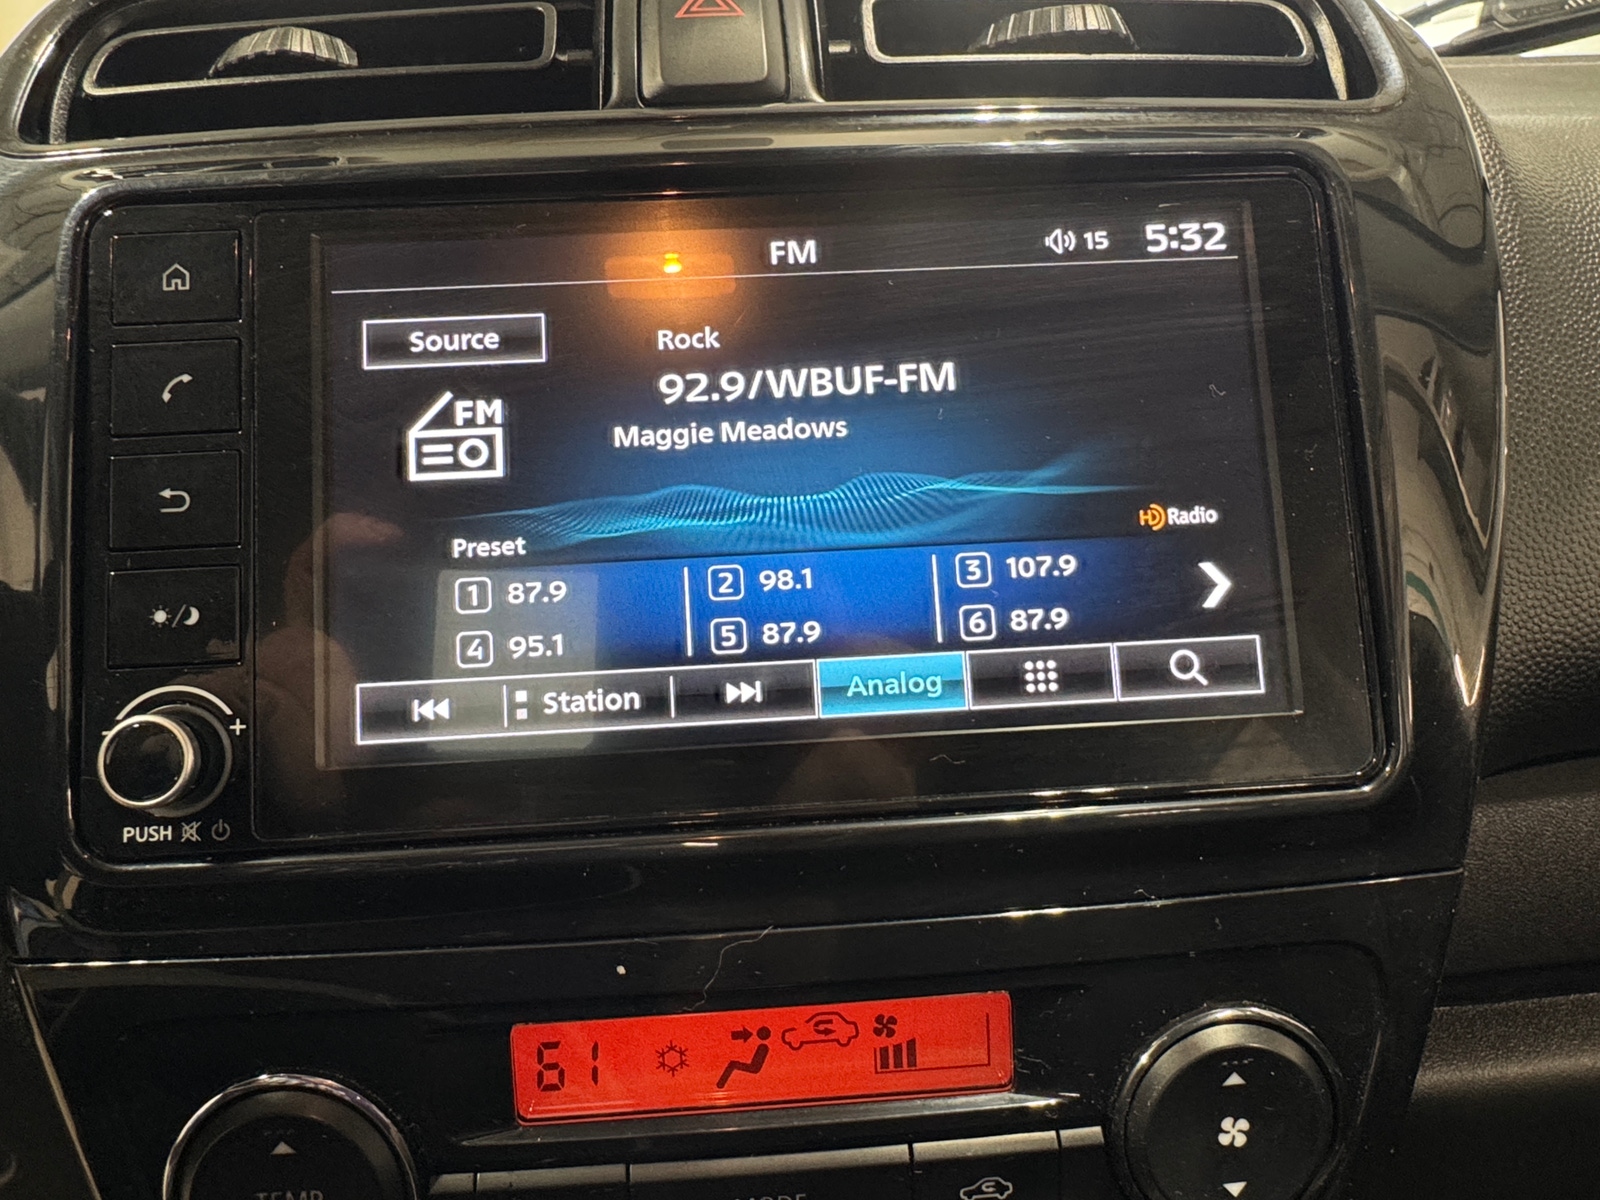 FM
15
5:32
Source
Rock
92.9/WBUF-FM
FM
Maggie Meadows
HD Radio
Preset
1 87.9
2 98.1
3 107.9
4 95.1
5 87.9
6 87.9
Station
Analog
- +
PUSH
61
TEMP
MODE